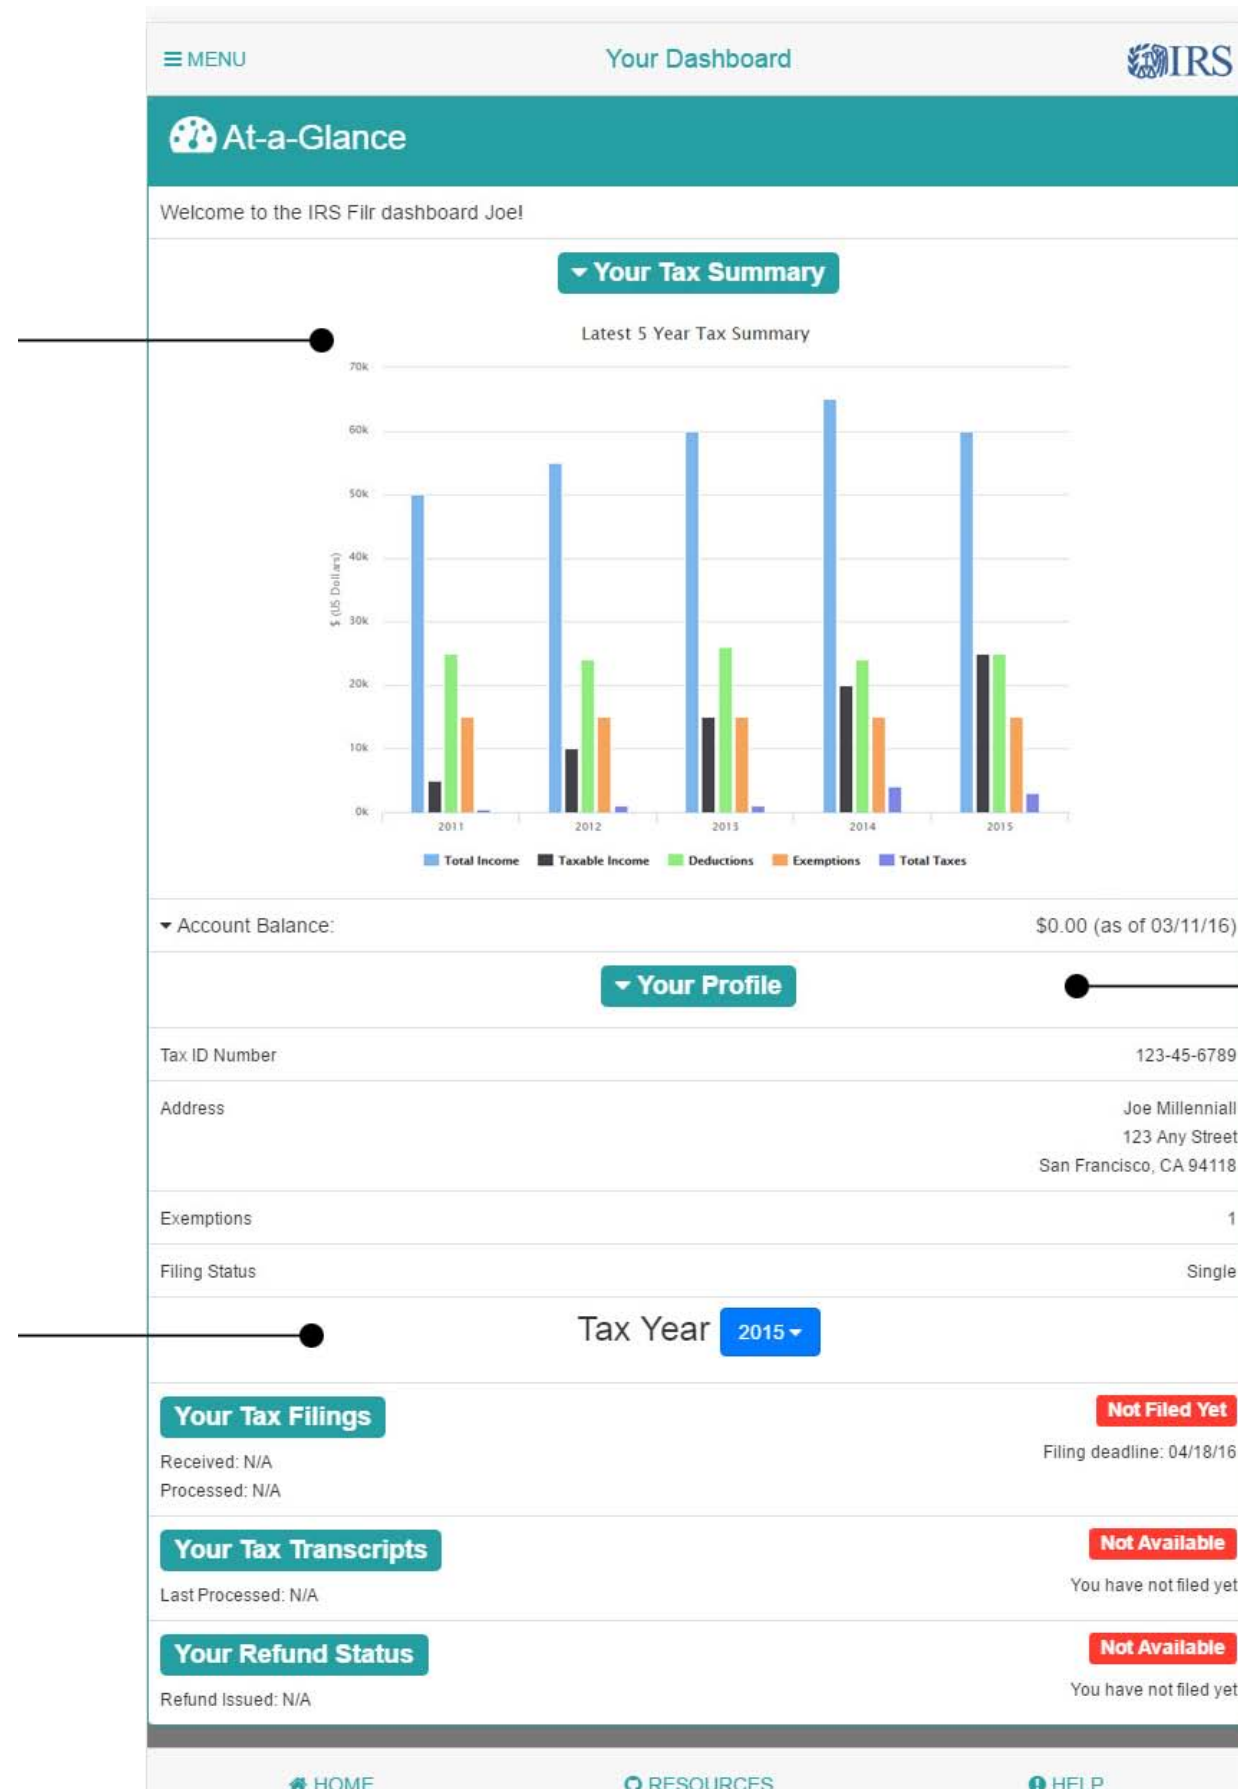 MENU
Your Dashboard
IRS
At-a-Glance
Welcome to the IRS Filr dashboard Joe!
Your Tax Summary
Latest 5 Year Tax Summary
70k
60k
50k
40k
30k
20k
10k
0k
$ (US Dollars)
2011 2012 2013 2014 2015
Total Income Taxable Income Deductions Exemptions Total Taxes
Account Balance: $0.00 (as of 03/11/16)
Your Profile
Tax ID Number 123-45-6789
Address Joe Millenniall
123 Any Street
San Francisco, CA 94118
Exemptions 1
Filing Status Single
Tax Year 2015
Your Tax Filings Not Filed Yet
Filing deadline: 04/18/16
Received: N/A
Processed: N/A
Your Tax Transcripts Not Available
Last Processed: N/A You have not filed yet
Your Refund Status Not Available
Refund Issued: N/A You have not filed yet
HOME RESOURCES HELP